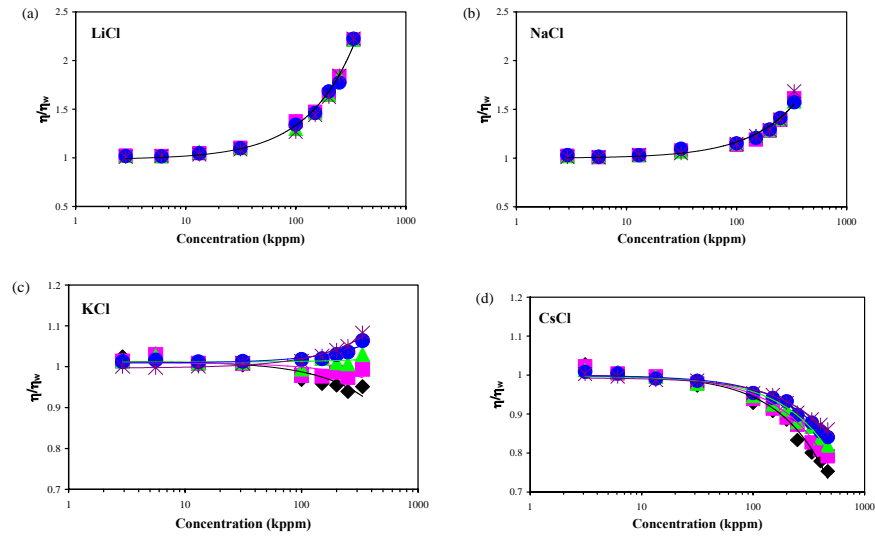 (a)
LiCl
2.5
2
1.5
1
0.5
η/ηw
1 10 100 1000
Concentration (kppm)
(b)
NaCl
2.5
2
1.5
1
0.5
η/ηw
1 10 100 1000
Concentration (kppm)
(c)
KCl
1.2
1.1
1
0.9
0.8
0.7
η/ηw
1 10 100 1000
Concentration (kppm)
(d)
CsCl
1.2
1.1
1
0.9
0.8
0.7
η/ηw
1 10 100 1000
Concentration (kppm)